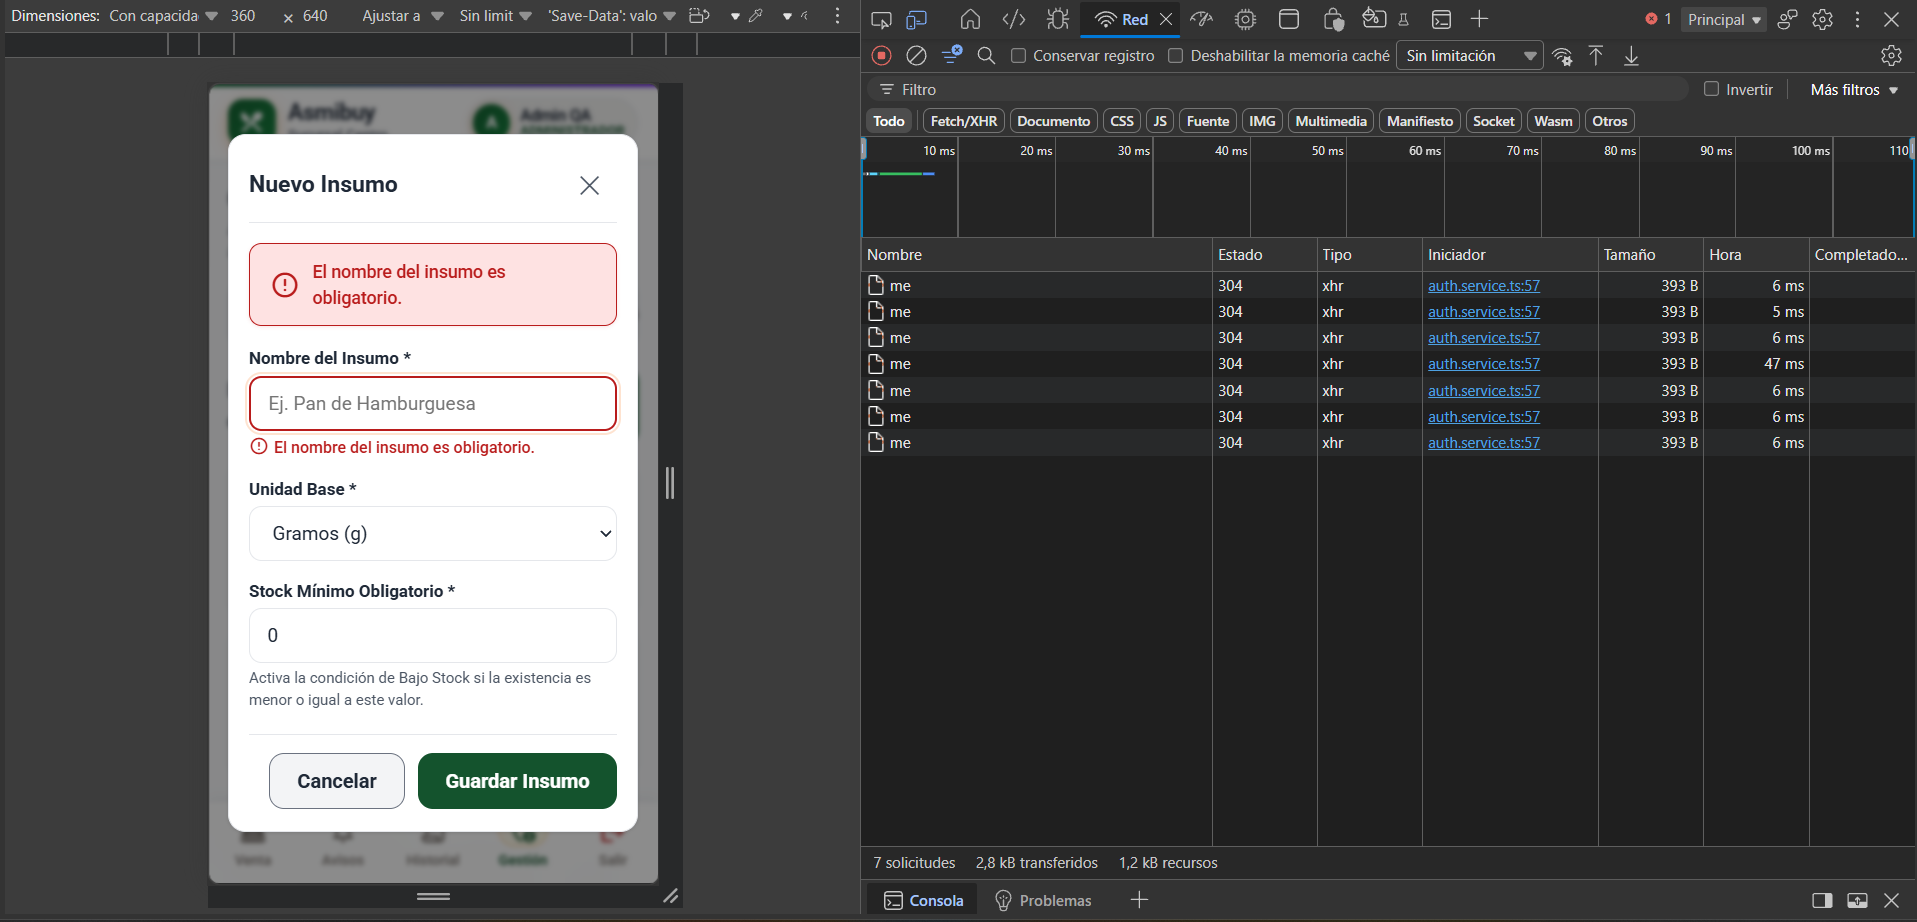 Dimensiones: Con capacida 360 × 640 Ajustar a Sin limit 'Save-Data': valo
Red
1
Principal
Conservar registro
Deshabilitar la memoria caché
Sin limitación
Filtro
Invertir
Más filtros
Todo Fetch/XHR Documento CSS JS Fuente IMG Multimedia Manifiesto Socket Wasm Otros
10 ms 20 ms 30 ms 40 ms 50 ms 60 ms 70 ms 80 ms 90 ms 100 ms 110
Nombre Estado Tipo Iniciador Tamaño Hora Completado...
me 304 xhr auth.service.ts:57 393 B 6 ms
me 304 xhr auth.service.ts:57 393 B 5 ms
me 304 xhr auth.service.ts:57 393 B 6 ms
me 304 xhr auth.service.ts:57 393 B 47 ms
me 304 xhr auth.service.ts:57 393 B 6 ms
me 304 xhr auth.service.ts:57 393 B 6 ms
me 304 xhr auth.service.ts:57 393 B 6 ms
7 solicitudes 2,8 kB transferidos 1,2 kB recursos
Consola Problemas
Asmibuy
A
Admin QA
ADMINISTRADOR
Nuevo Insumo
El nombre del insumo es
obligatorio.
Nombre del Insumo *
Ej. Pan de Hamburguesa
El nombre del insumo es obligatorio.
Unidad Base *
Gramos (g)
Stock Mínimo Obligatorio *
0
Activa la condición de Bajo Stock si la existencia es
menor o igual a este valor.
Cancelar
Guardar Insumo
Venta Avisos Historial Gestión Salir